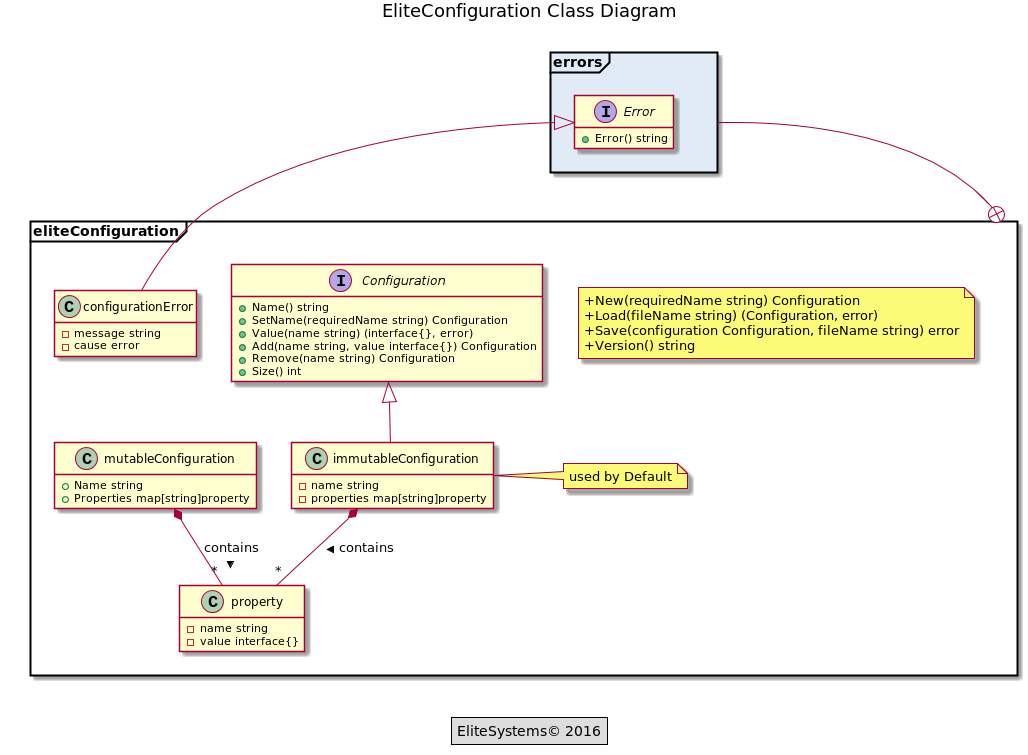 EliteConfiguration Class Diagram
errors
I Error
Error() string
eliteConfiguration
C configurationError
message string
cause error
I Configuration
Name() string
SetName(requiredName string) Configuration
Value(name string) (interface{}, error)
Add(name string, value interface{}) Configuration
Remove(name string) Configuration
Size() int
+New(requiredName string) Configuration
+Load(fileName string) (Configuration, error)
+Save(configuration Configuration, fileName string) error
+Version() string
C mutableConfiguration
Name string
Properties map[string]property
C immutableConfiguration
name string
properties map[string]property
used by Default
contains
contains
*
*
C property
name string
value interface{}
EliteSystems© 2016